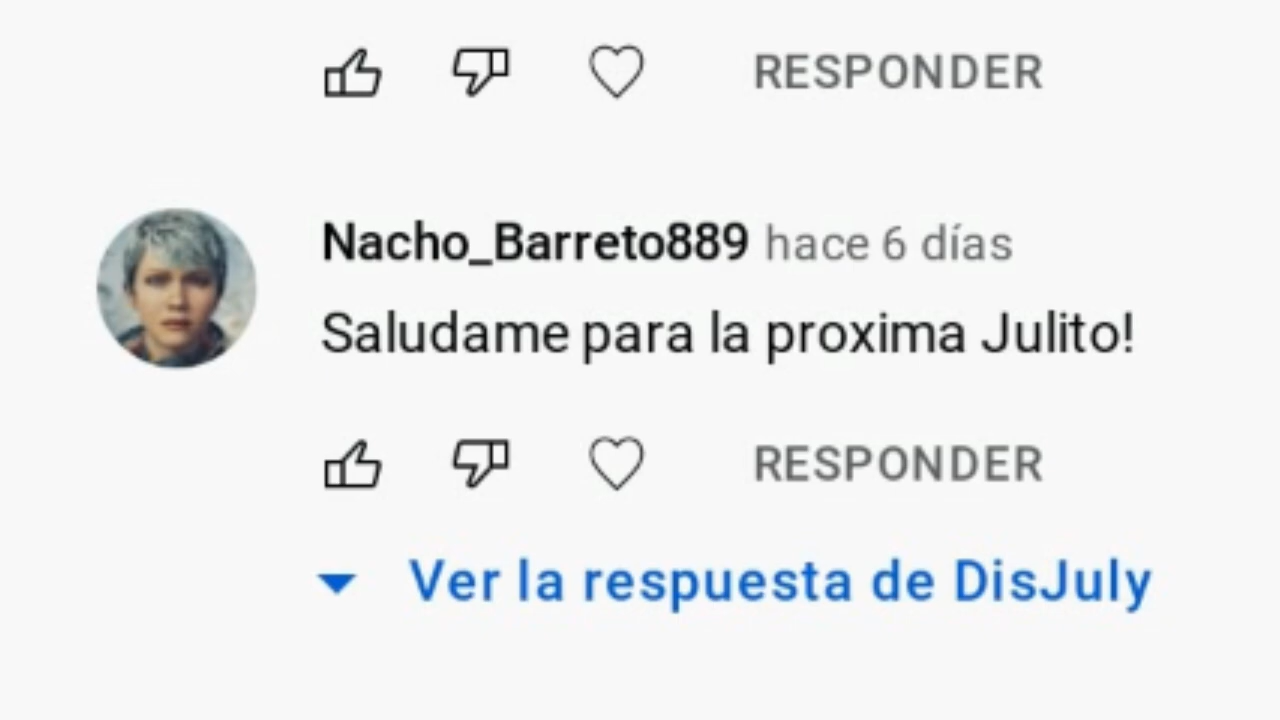 RESPONDER
Nacho_Barreto889 hace 6 días
Saludame para la proxima Julito!
RESPONDER
Ver la respuesta de DisJuly